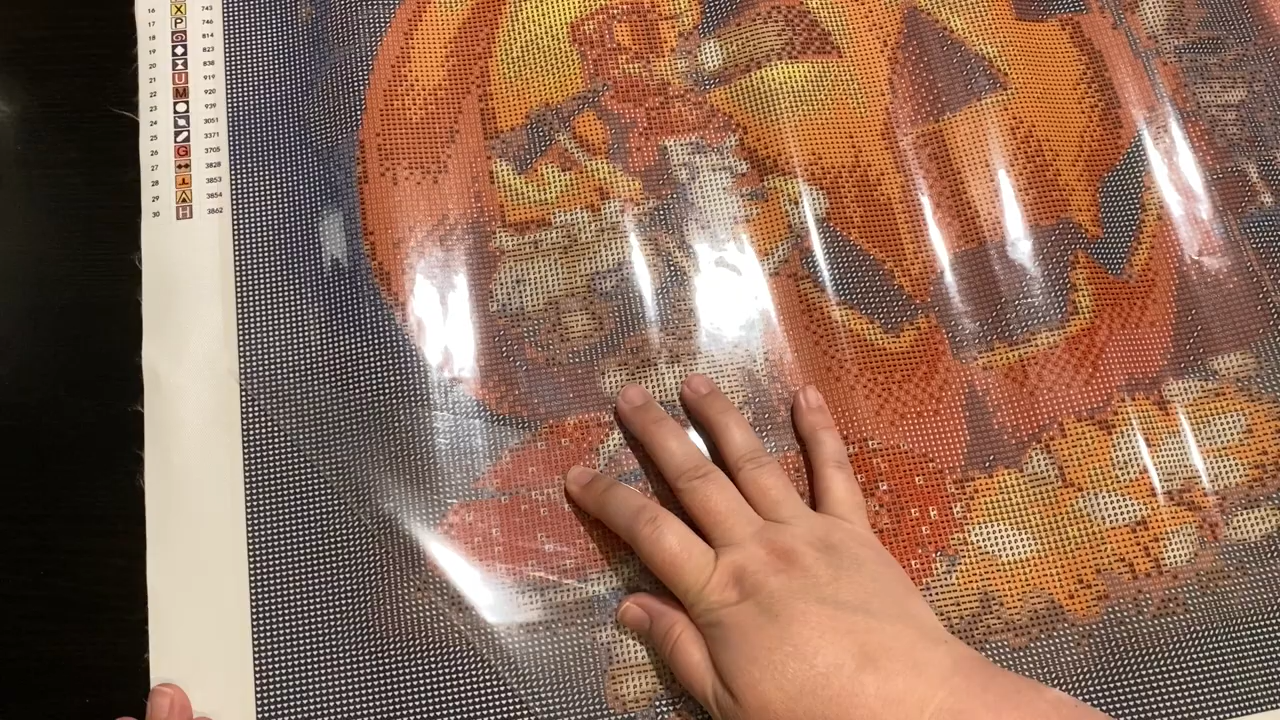 16 X 743
17 P 746
18 814
19 823
20 838
21 U 919
22 M 920
23 939
24 3051
25 3371
26 G 3705
27 3828
28 3853
29 3854
30 H 3862